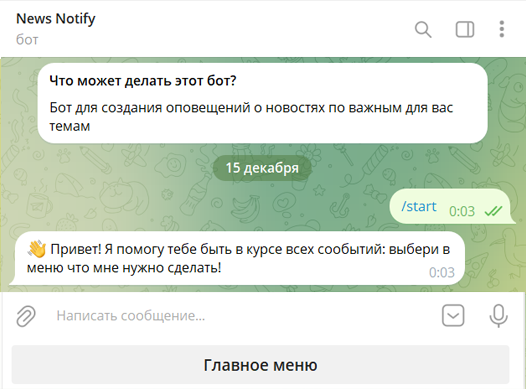 News Notify
бот
Что может делать этот бот?
Бот для создания оповещений о новостях по важным для вас
темам
15 декабря
/start 0:03
👋 Привет! Я помогу тебе быть в курсе всех сообытий: выбери в
меню что мне нужно сделать!
0:03
Написать сообщение...
Главное меню